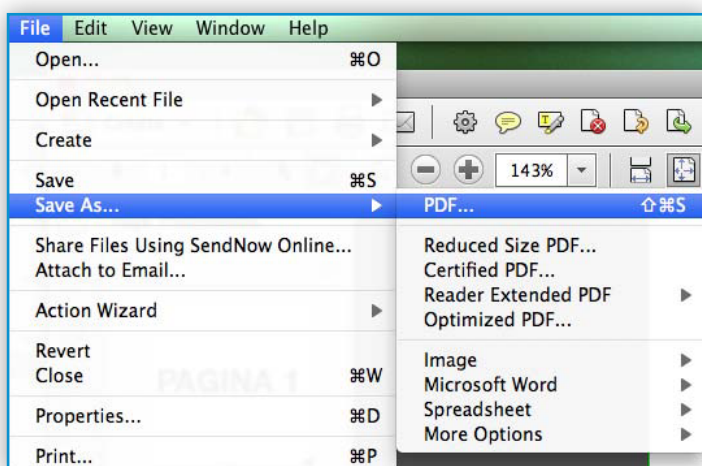 File Edit View Window Help
Open... ⌘O
Open Recent File
Create
143%
Save ⌘S
Save As...
PDF... ⇧⌘S
Share Files Using SendNow Online...
Attach to Email...
Action Wizard
Revert
Close ⌘W
Properties... ⌘D
Print... ⌘P
Reduced Size PDF...
Certified PDF...
Reader Extended PDF
Optimized PDF...
Image
Microsoft Word
Spreadsheet
More Options
PAGINA 1